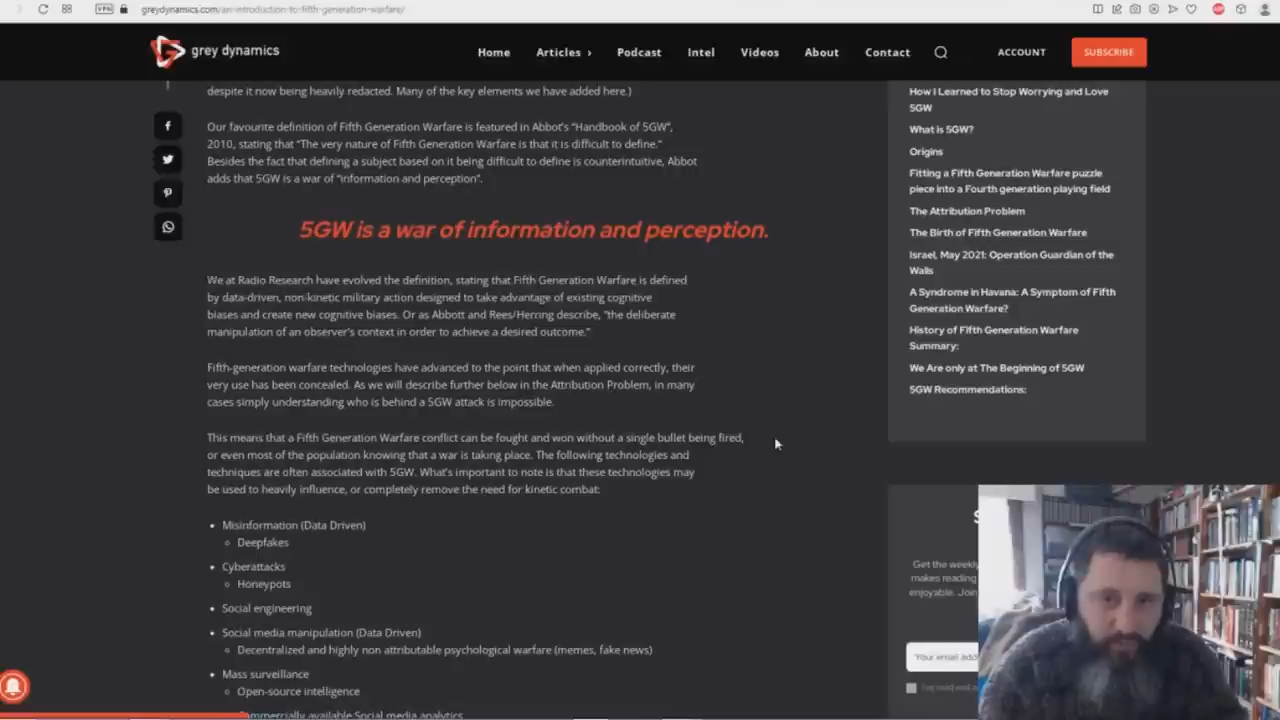 VPN
greydynamics.com/an-introduction-to-fifth-generation-warfare/
grey dynamics
Home
Articles ›
Podcast
Intel
Videos
About
Contact
ACCOUNT
SUBSCRIBE
despite it now being heavily redacted. Many of the key elements we have added here.)
Our favourite definition of Fifth Generation Warfare is featured in Abbot's "Handbook of 5GW",
2010, stating that "The very nature of Fifth Generation Warfare is that it is difficult to define."
Besides the fact that defining a subject based on it being difficult to define is counterintuitive, Abbot
adds that 5GW is a war of "information and perception".
5GW is a war of information and perception.
We at Radio Research have evolved the definition, stating that Fifth Generation Warfare is defined
by data-driven, non-kinetic military action designed to take advantage of existing cognitive
biases and create new cognitive biases. Or as Abbott and Rees/Herring describe, "the deliberate
manipulation of an observer's context in order to achieve a desired outcome."
Fifth-generation warfare technologies have advanced to the point that when applied correctly, their
very use has been concealed. As we will describe further below in the Attribution Problem, in many
cases simply understanding who is behind a 5GW attack is impossible.
This means that a Fifth Generation Warfare conflict can be fought and won without a single bullet being fired,
or even most of the population knowing that a war is taking place. The following technologies and
techniques are often associated with 5GW. What's important to note is that these technologies may
be used to heavily influence, or completely remove the need for kinetic combat:
• Misinformation (Data Driven)
Deepfakes
• Cyberattacks
Honeypots
• Social engineering
• Social media manipulation (Data Driven)
Decentralized and highly non attributable psychological warfare (memes, fake news)
• Mass surveillance
Open-source intelligence
Commercially available Social media analytics
How I Learned to Stop Worrying and Love
5GW
What is 5GW?
Origins
Fitting a Fifth Generation Warfare puzzle
piece into a Fourth generation playing field
The Attribution Problem
The Birth of Fifth Generation Warfare
Israel, May 2021: Operation Guardian of the
Walls
A Syndrome in Havana: A Symptom of Fifth
Generation Warfare?
History of Fifth Generation Warfare
Summary:
We Are only at The Beginning of 5GW
5GW Recommendations:
S
Get the weekly
makes reading
enjoyable.
Your email